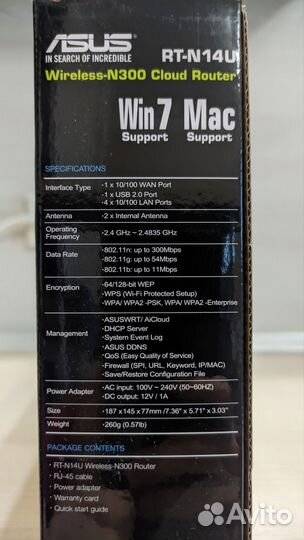 ASUS
IN SEARCH OF INCREDIBLE
RT-N14U
Wireless-N300 Cloud Router
Win7 Mac
Support Support
SPECIFICATIONS
Interface Type
•1 x 10/100 WAN Port
•1 x USB 2.0 Port
•4 x 10/100 LAN Ports
Antenna •2 x Internal Antenna
Operating Frequency •2.4 GHz ~ 2.4835 GHz
Data Rate
•802.11n: up to 300Mbps
•802.11g: up to 54Mbps
•802.11b: up to 11Mbps
Encryption
•64/128-bit WEP
•WPS (Wi-Fi Protected Setup)
•WPA/ WPA2 -PSK, WPA/ WPA2 -Enterprise
Management
•ASUSWRT/ AiCloud
•DHCP Server
•System Event Log
•ASUS DDNS
•QoS (Easy Quality of Service)
•Firewall (SPI, URL, Keyword, IP/MAC)
•Save/Restore Configuration File
Power Adapter
•AC input: 100V ~ 240V (50~60HZ)
•DC output: 12V / 1A
Size •187 x 145 x 77mm /7.36" x 5.71" x 3.03"
Weight •260g (0.57lb)
PACKAGE CONTENTS
• RT-N14U Wireless-N300 Router
• RJ-45 cable
• Power adapter
• Warranty card
• Quick start guide
Avito